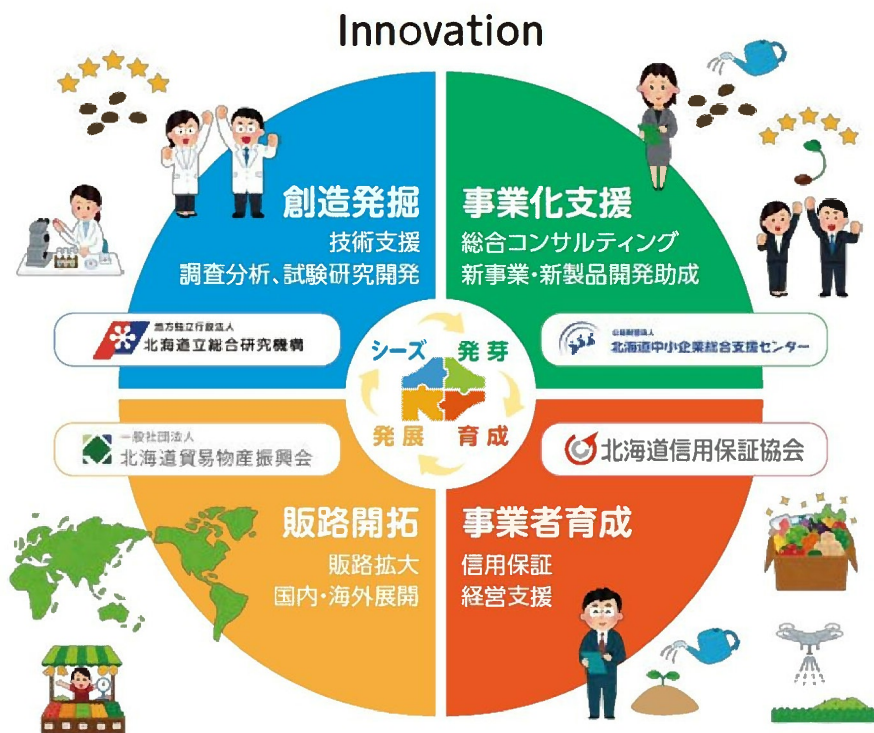 Innovation
創造発掘
技術支援
調査分析、試験研究開発
地方独立行政法人
北海道立総合研究機構
事業化支援
総合コンサルティング
新事業・新製品開発助成
公益財団法人
北海道中小企業総合支援センター
シーズ
発芽
発展
育成
一般社団法人
北海道貿易物産振興会
販路開拓
販路拡大
国内・海外展開
北海道信用保証協会
事業者育成
信用保証
経営支援